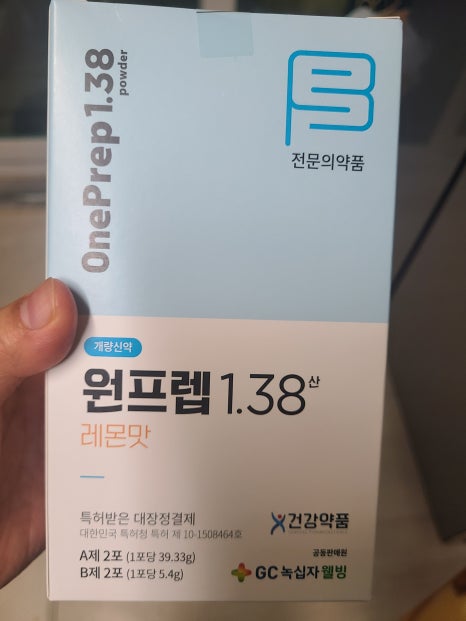 OnePrep1.38
powder
전문의약품
개량신약
원프렙1.38산
레몬맛
특허받은 대장정결제
대한민국 특허청 특허 제 10-1508464호
건강약품
A제 2포 (1포당 39.33g)
B제 2포 (1포당 5.4g)
공동판매원
GC녹십자웰빙